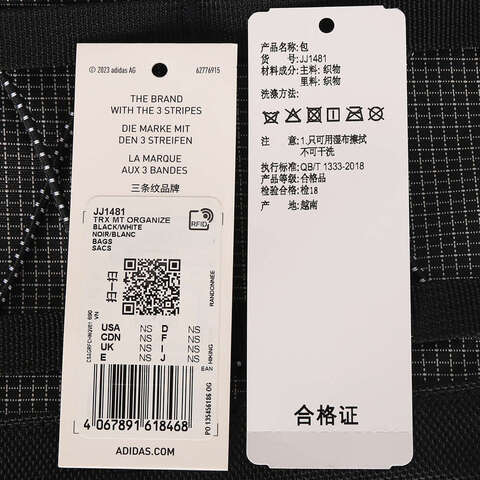 © 2023 adidas AG 62776915
THE BRAND
WITH THE 3 STRIPES
DIE MARKE MIT
DEN 3 STREIFEN
LA MARQUE
AUX 3 BANDES
三条纹品牌
JJ1481
TRX MT ORGANIZE
BLACK/WHITE
NOIR/BLANC
BAGS
SACS
RFID
RANDONNEE
HIKING
VN
USA NS D NS
CDN NS F NS
UK NS I NS
E NS J NS
EAN
4 067891 618468
PO 135456186 OG
ADIDAS.COM
产品名称:包
货 号:JJ1481
材料成分:主料: 织物
里料: 织物
洗涤方法:
注 意:1.只可用湿布擦拭
不可干洗
执行标准:QB/T 1333-2018
产品等级:合格品
检验合格:检18
产 地:越南
合格证